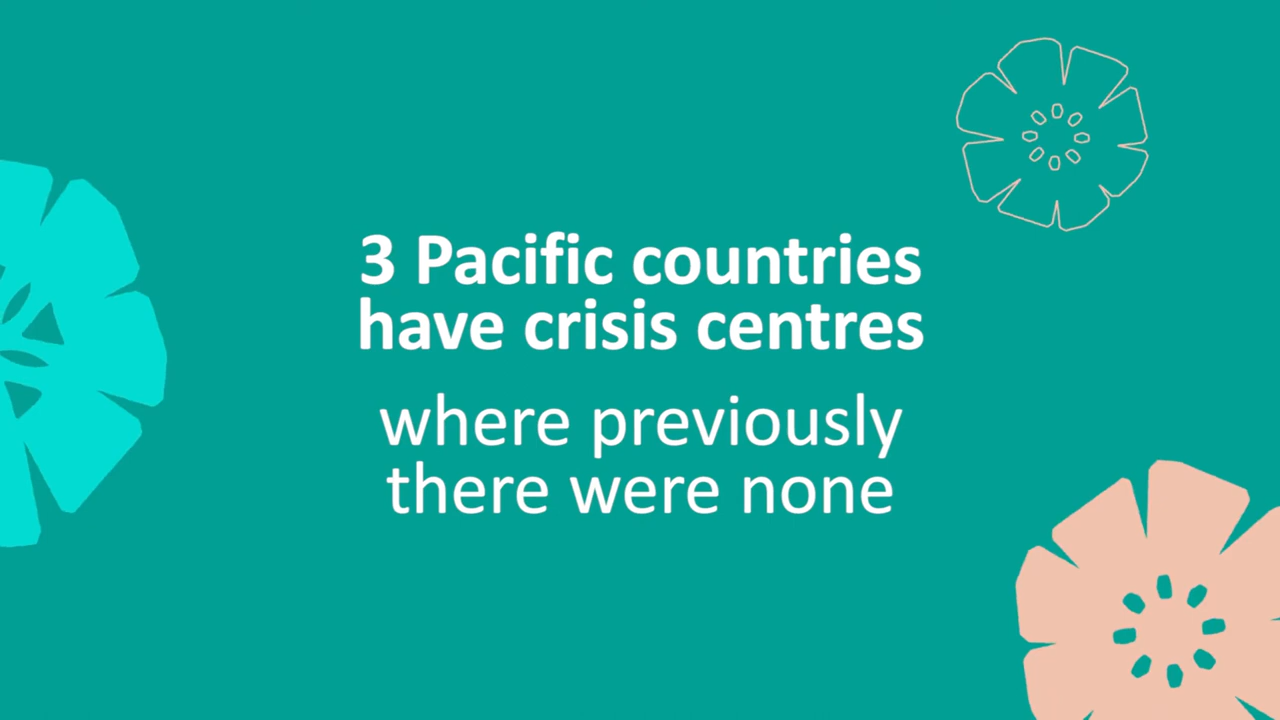 3 Pacific countries
have crisis centres
where previously
there were none